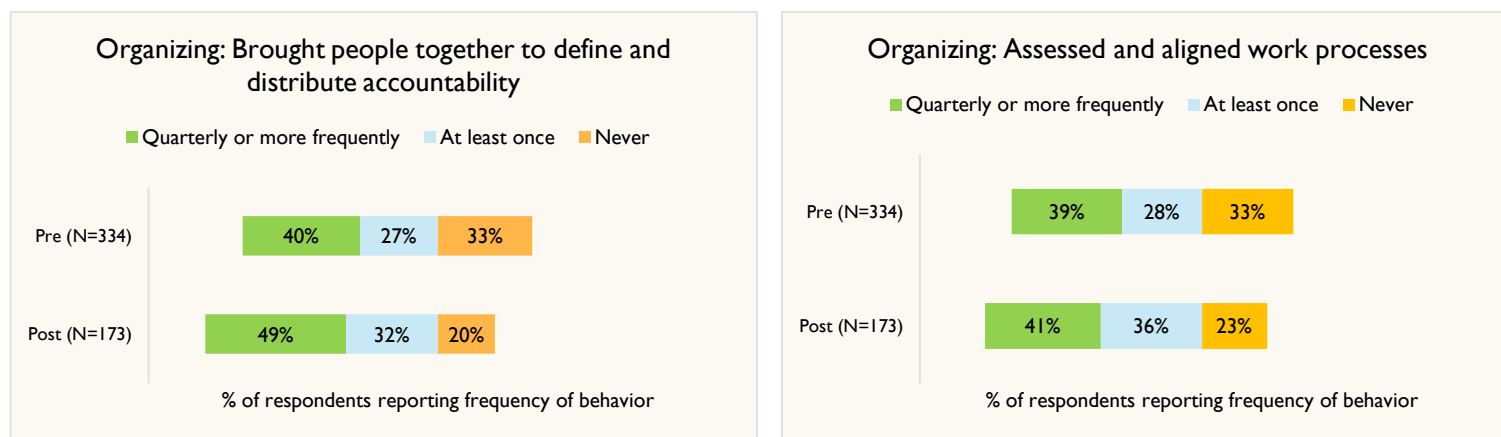 Organizing: Brought people together to define and
distribute accountability
Quarterly or more frequently At least once Never
Pre (N=334) 40% 27% 33%
Post (N=173) 49% 32% 20%
% of respondents reporting frequency of behavior
Organizing: Assessed and aligned work processes
Quarterly or more frequently At least once Never
Pre (N=334) 39% 28% 33%
Post (N=173) 41% 36% 23%
% of respondents reporting frequency of behavior